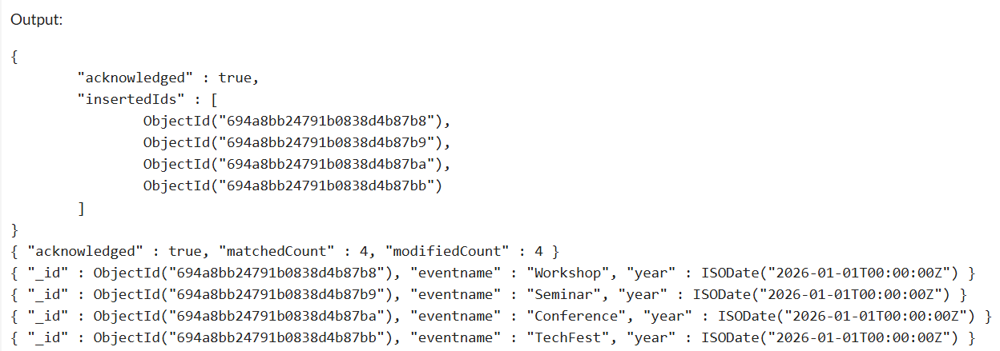 Output:
{
"acknowledged" : true,
"insertedIds" : [
ObjectId("694a8bb24791b0838d4b87b8"),
ObjectId("694a8bb24791b0838d4b87b9"),
ObjectId("694a8bb24791b0838d4b87ba"),
ObjectId("694a8bb24791b0838d4b87bb")
]
}
{ "acknowledged" : true, "matchedCount" : 4, "modifiedCount" : 4 }
{ "_id" : ObjectId("694a8bb24791b0838d4b87b8"), "eventname" : "Workshop", "year" : ISODate("2026-01-01T00:00:00Z") }
{ "_id" : ObjectId("694a8bb24791b0838d4b87b9"), "eventname" : "Seminar", "year" : ISODate("2026-01-01T00:00:00Z") }
{ "_id" : ObjectId("694a8bb24791b0838d4b87ba"), "eventname" : "Conference", "year" : ISODate("2026-01-01T00:00:00Z") }
{ "_id" : ObjectId("694a8bb24791b0838d4b87bb"), "eventname" : "TechFest", "year" : ISODate("2026-01-01T00:00:00Z") }